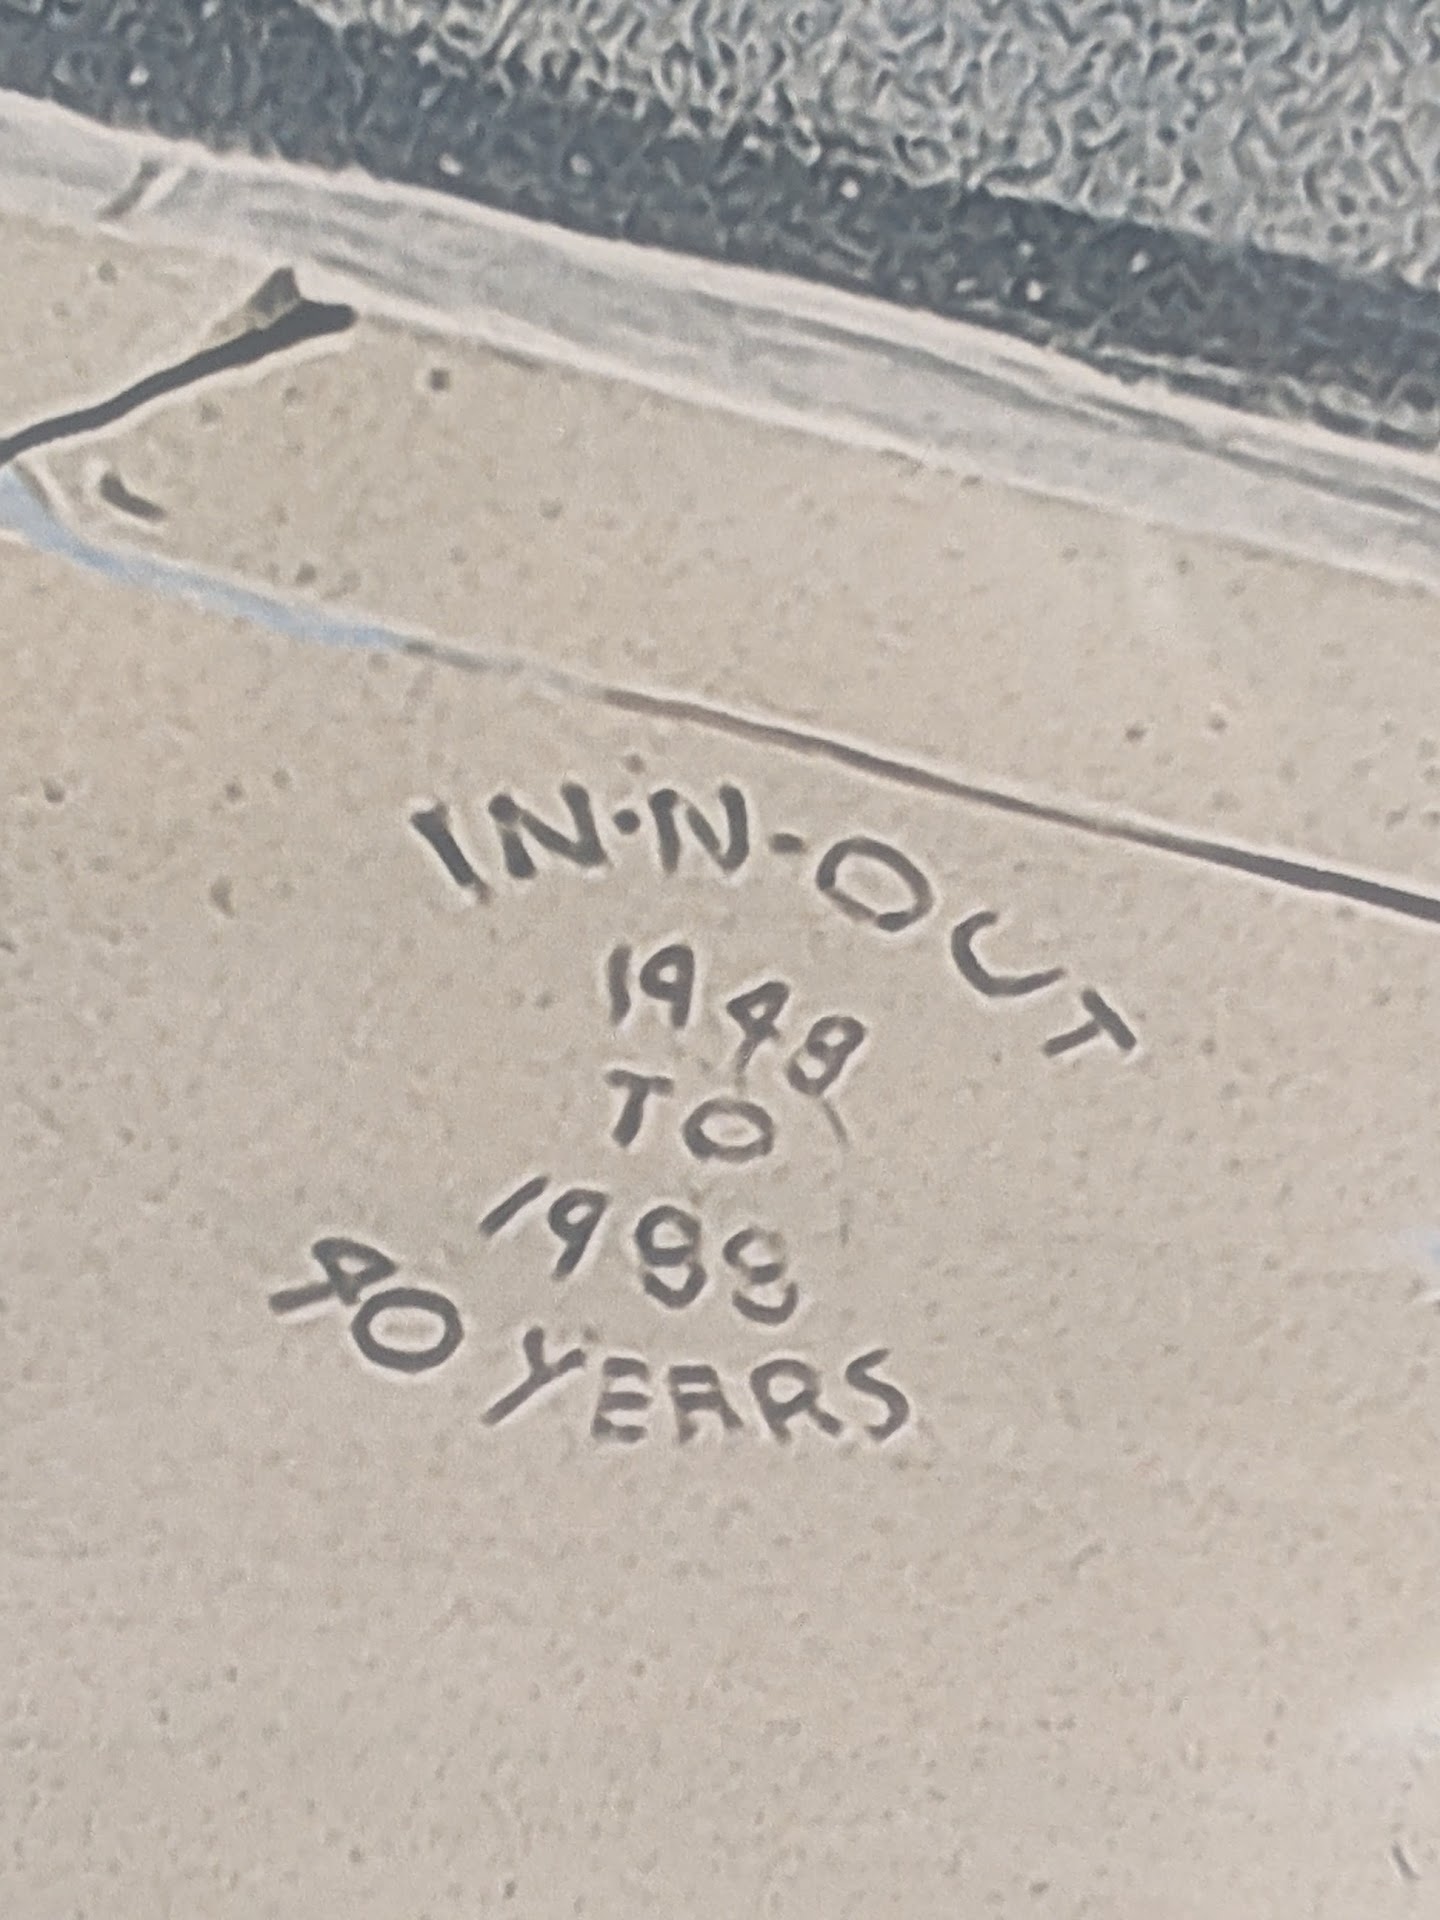 IN-N-OUT
1948
TO
1988
40 YEARS